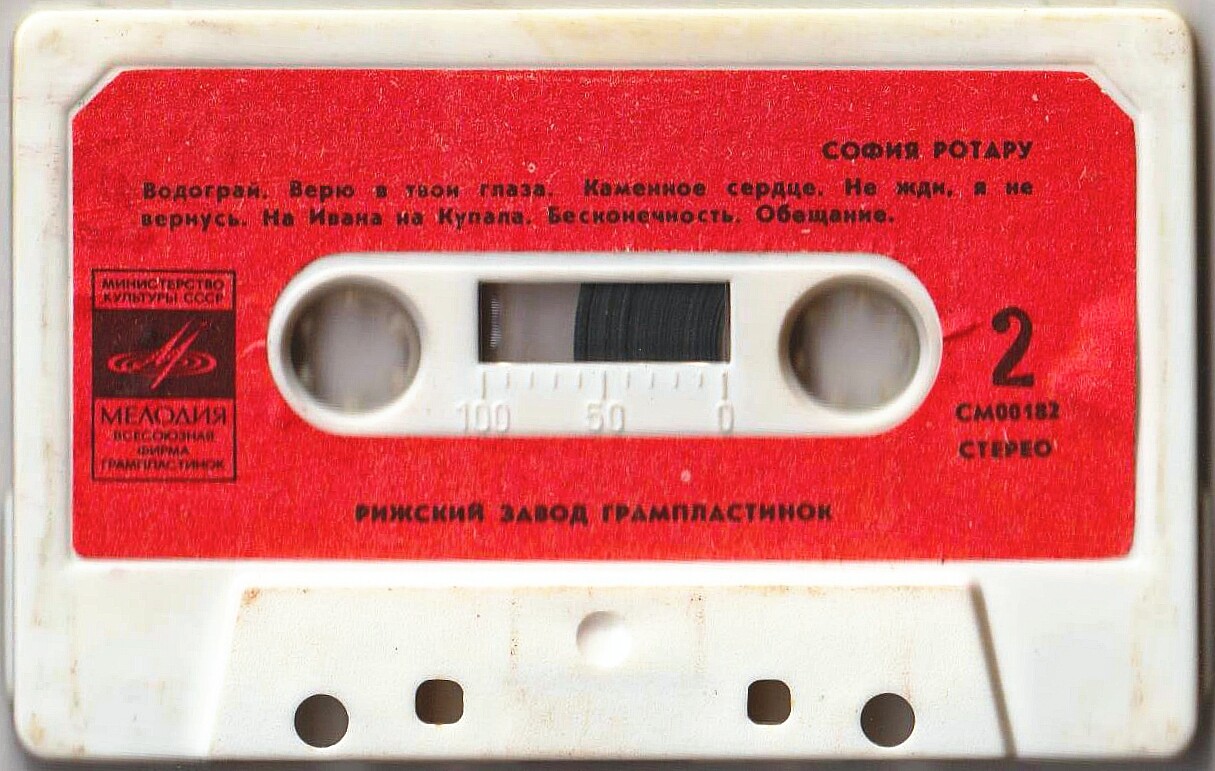 СОФИЯ РОТАРУ
Водограй. Верю в твои глаза. Каменное сердце. Не жди, я не
вернусь. На Ивана на Купала. Бесконечность. Обещание.
МИНИСТЕРСТВО
КУЛЬТУРЫ СССР
МЕЛОДИЯ
ВСЕСОЮЗНАЯ
ФИРМА
ГРАМПЛАСТИНОК
2
СМ00182
СТЕРЕО
100 50 0
РИЖСКИЙ ЗАВОД ГРАМПЛАСТИНОК